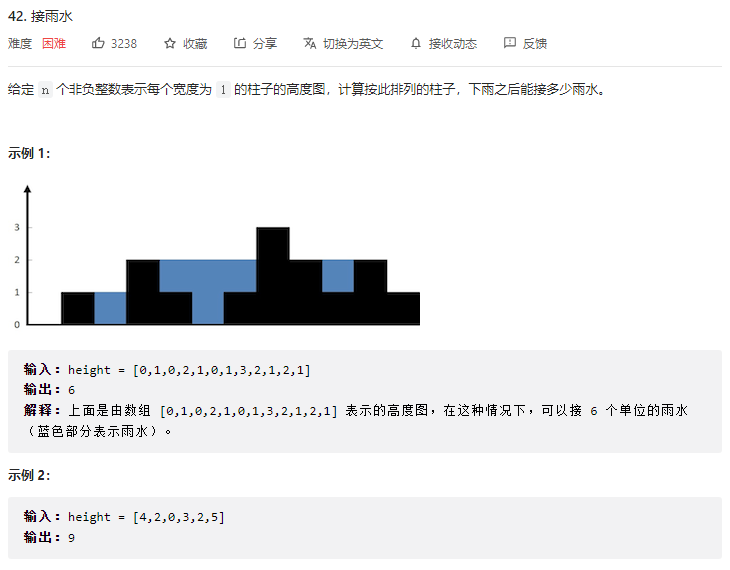 42. 接雨水
难度 困难 3238 收藏 分享 切换为英文 接收动态 反馈
给定 n 个非负整数表示每个宽度为 1 的柱子的高度图，计算按此排列的柱子，下雨之后能接多少雨水。
示例 1：
3
2
1
0
输入：height = [0,1,0,2,1,0,1,3,2,1,2,1]
输出：6
解释：上面是由数组 [0,1,0,2,1,0,1,3,2,1,2,1] 表示的高度图，在这种情况下，可以接 6 个单位的雨水
（蓝色部分表示雨水）。
示例 2：
输入：height = [4,2,0,3,2,5]
输出：9